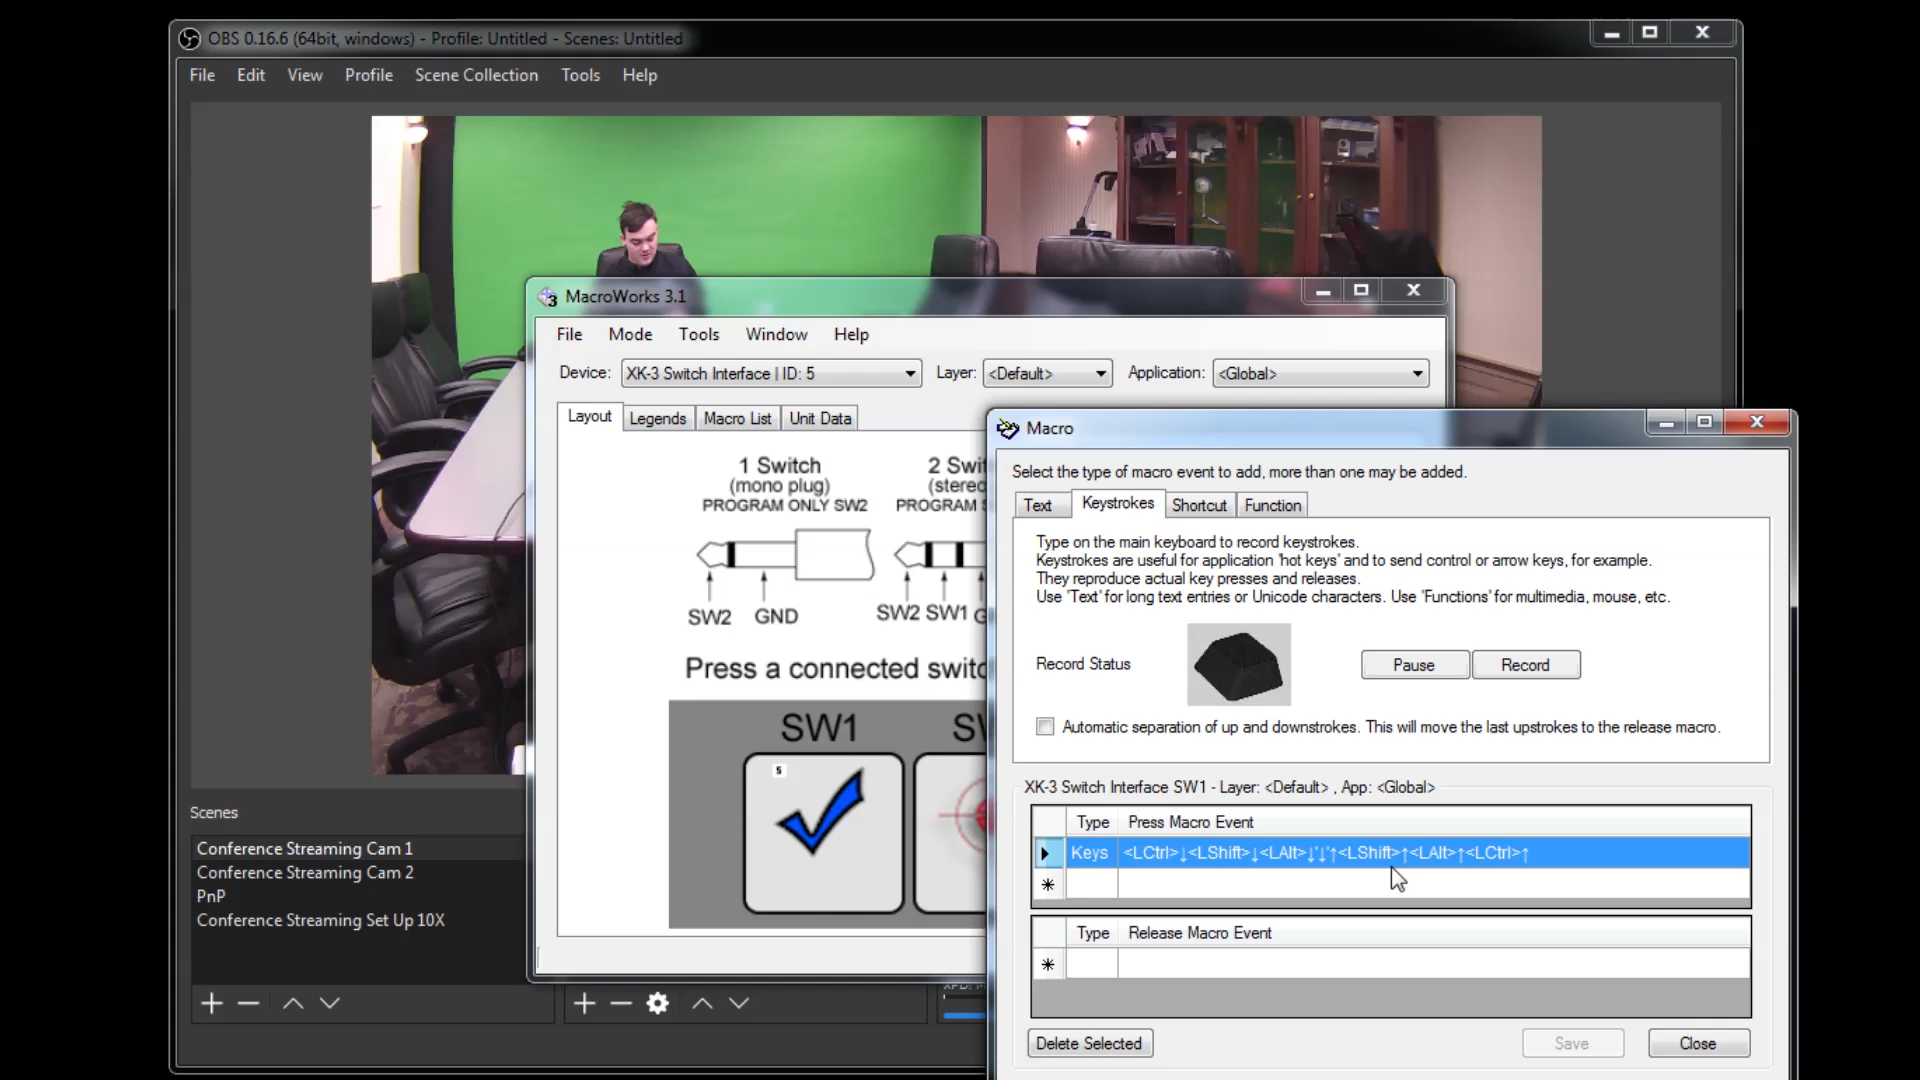 OBS 0.16.6 (64bit, windows) - Profile: Untitled - Scenes: Untitled
File Edit View Profile Scene Collection Tools Help
MacroWorks 3.1
File Mode Tools Window Help
Device: XK-3 Switch Interface | ID: 5 Layer: <Default> Application: <Global>
Layout Legends Macro List Unit Data
1 Switch
(mono plug)
PROGRAM ONLY SW2
SW2 GND
2 Swi
(stereo
PROGRAM S
SW2 SW1 G
Press a connected switc
SW1 SW
5
Macro
Select the type of macro event to add, more than one may be added.
Text Keystrokes Shortcut Function
Type on the main keyboard to record keystrokes.
Keystrokes are useful for application 'hot keys' and to send control or arrow keys, for example.
They reproduce actual key presses and releases.
Use 'Text' for long text entries or Unicode characters. Use 'Functions' for multimedia, mouse, etc.
Record Status Pause Record
Automatic separation of up and downstrokes. This will move the last upstrokes to the release macro.
XK-3 Switch Interface SW1 - Layer: <Default> , App: <Global>
Type Press Macro Event
Keys <LCtrl>↓<LShift>↓<LAlt>↓'↓'↑<LShift>↑<LAlt>↑<LCtrl>↑
Type Release Macro Event
Delete Selected Save Close
Scenes
Conference Streaming Cam 1
Conference Streaming Cam 2
PnP
Conference Streaming Set Up 10X